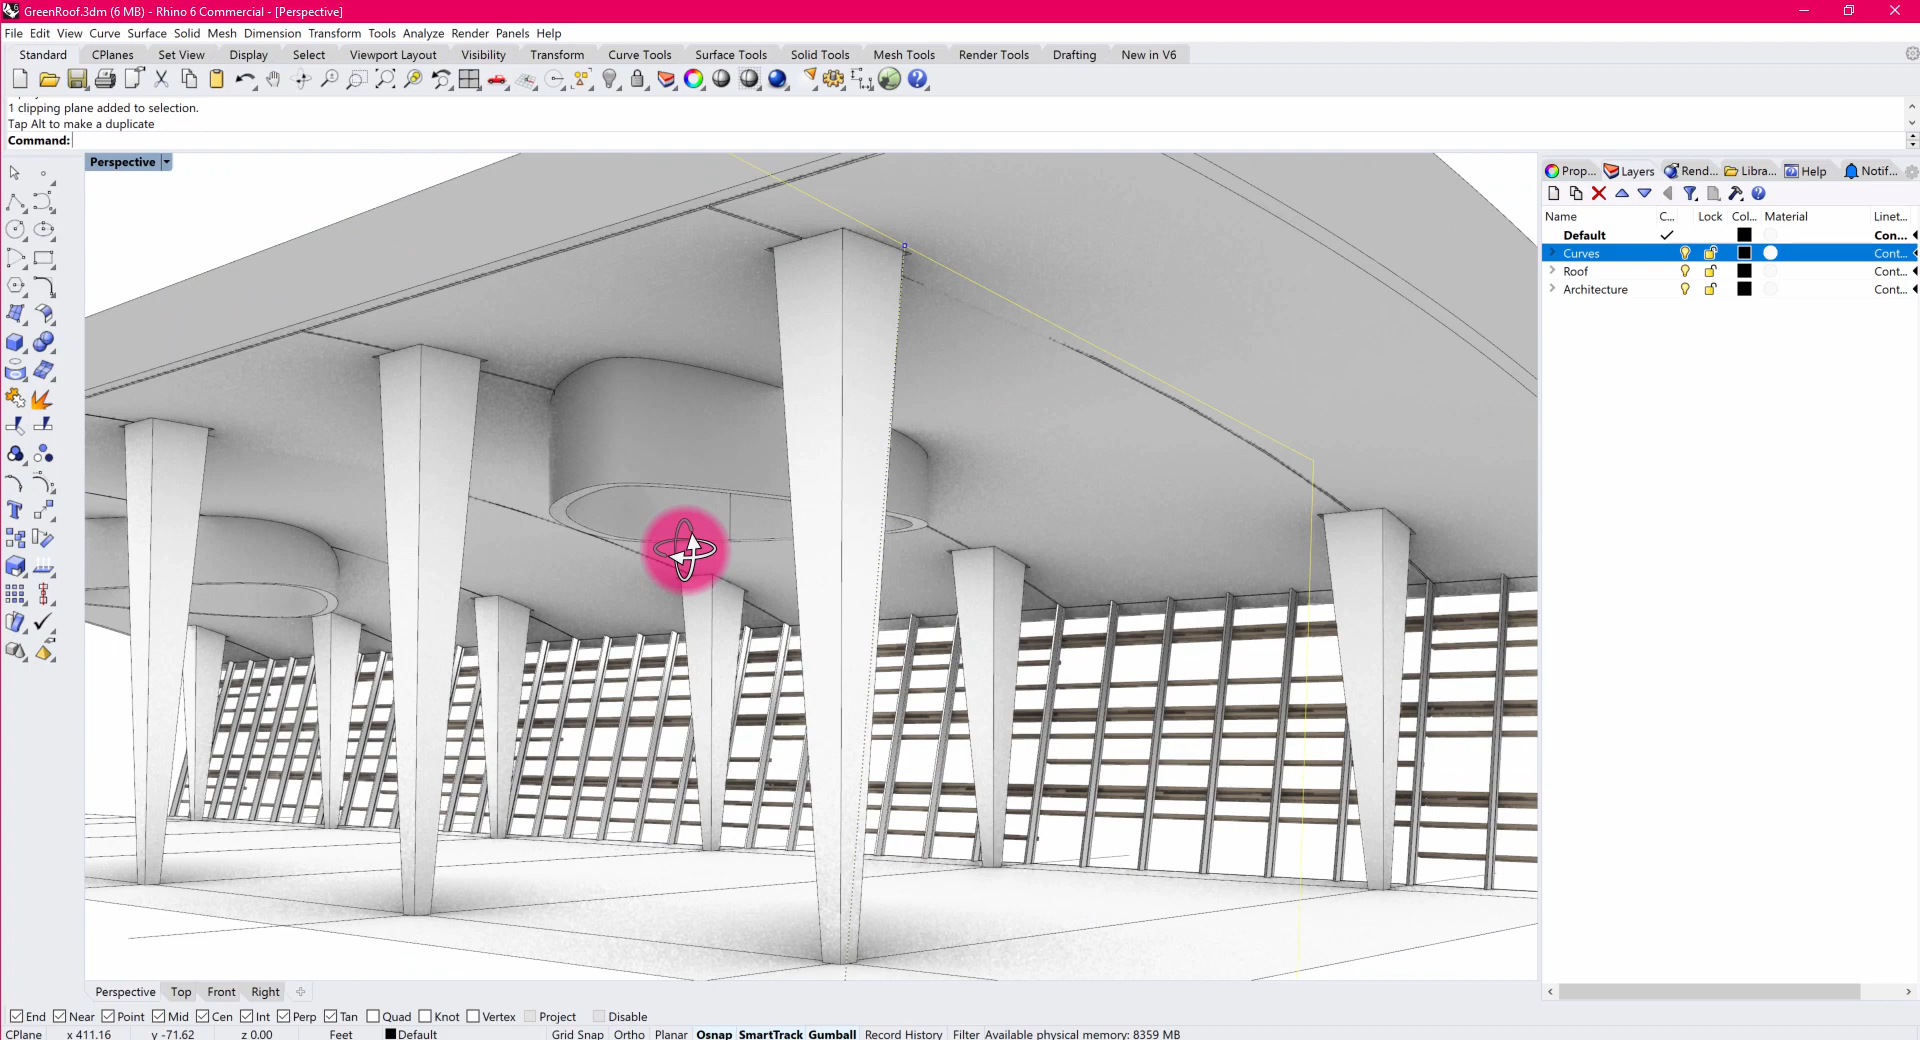 GreenRoof.3dm (6 MB) - Rhino 6 Commercial - [Perspective]
File Edit View Curve Surface Solid Mesh Dimension Transform Tools Analyze Render Panels Help
Standard CPlanes Set View Display Select Viewport Layout Visibility Transform Curve Tools Surface Tools Solid Tools Mesh Tools Render Tools Drafting New in V6
1 clipping plane added to selection.
Tap Alt to make a duplicate
Command:
Perspective
Prop... Layers Rend... Libra... Help Notif...
Name C... Lock Col... Material Linet...
Default Con...
Curves Cont...
Roof Cont...
Architecture Cont...
Perspective Top Front Right
End Near Point Mid Cen Int Perp Tan Quad Knot Vertex Project Disable
CPlane x 411.16 y -71.62 z 0.00 Feet Default Grid Snap Ortho Planar Osnap SmartTrack Gumball Record History Filter Available physical memory: 8359 MB